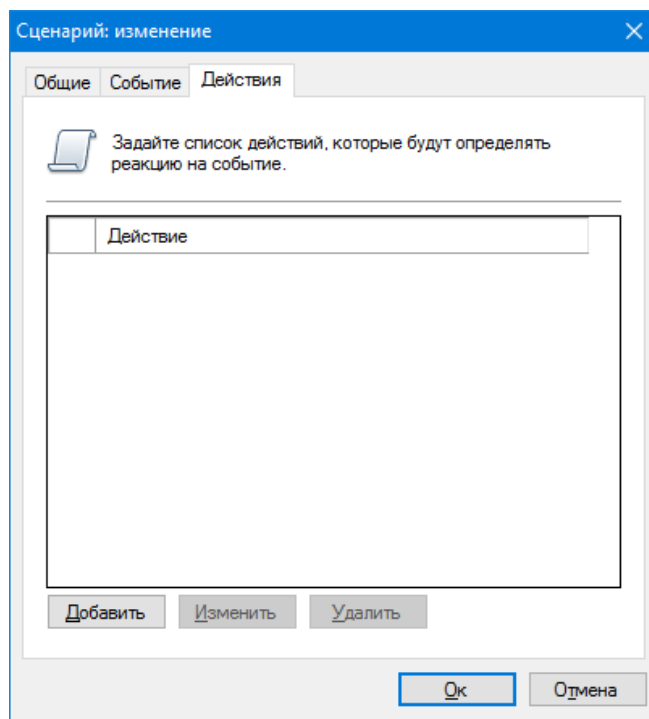 Сценарий: изменение
Общие Событие Действия
Задайте список действий, которые будут определять
реакцию на событие.
Действие
Добавить Изменить Удалить
Ок Отмена